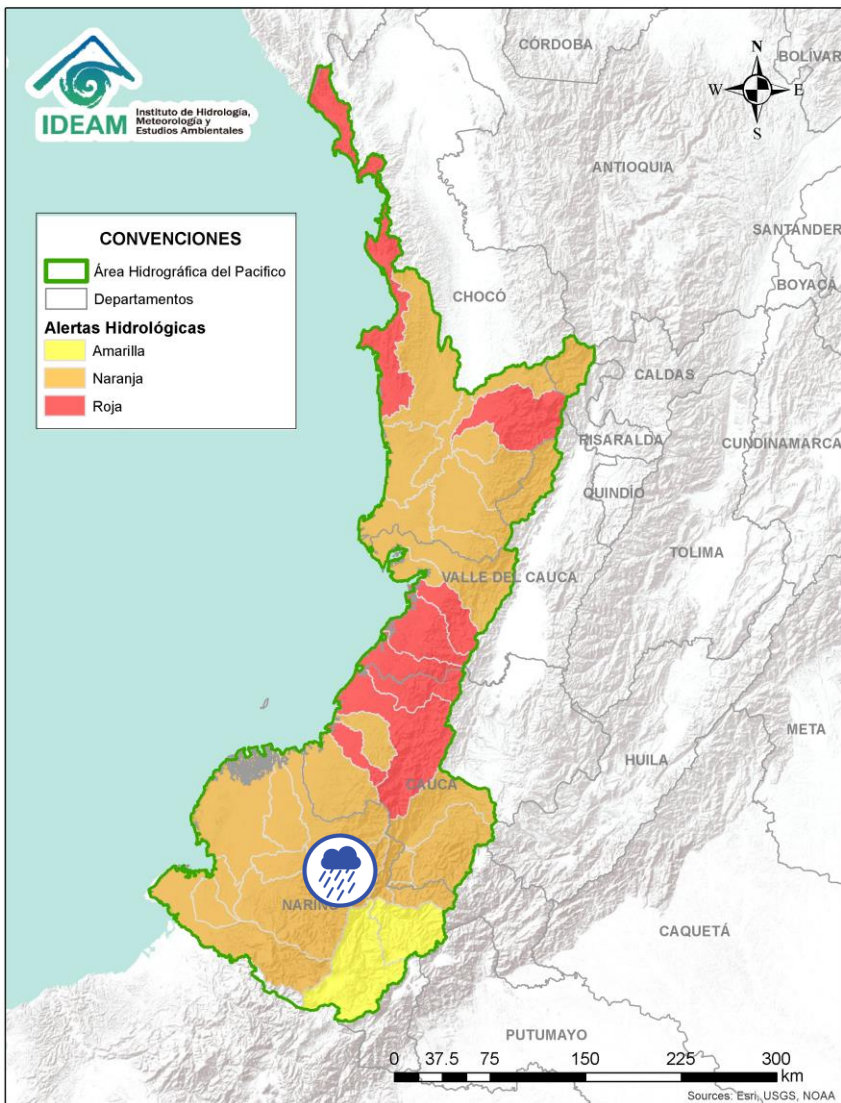 IDEAM
Instituto de Hidrología,
Meteorología y
Estudios Ambientales
CÓRDOBA
BOLÍVAR
N
W
E
S
ANTIOQUIA
SANTANDER
BOYACÁ
CONVENCIONES
Área Hidrográfica del Pacifico
Departamentos
Alertas Hidrológicas
Amarilla
Naranja
Roja
CHOCÓ
CALDAS
RISARALDA
CUNDINAMARCA
QUINDÍO
TOLIMA
VALLE DEL CAUCA
META
HUILA
CAUCA
NARIÑO
CAQUETÁ
PUTUMAYO
0 37.5 75 150 225 300
km
Sources: Esri, USGS, NOAA